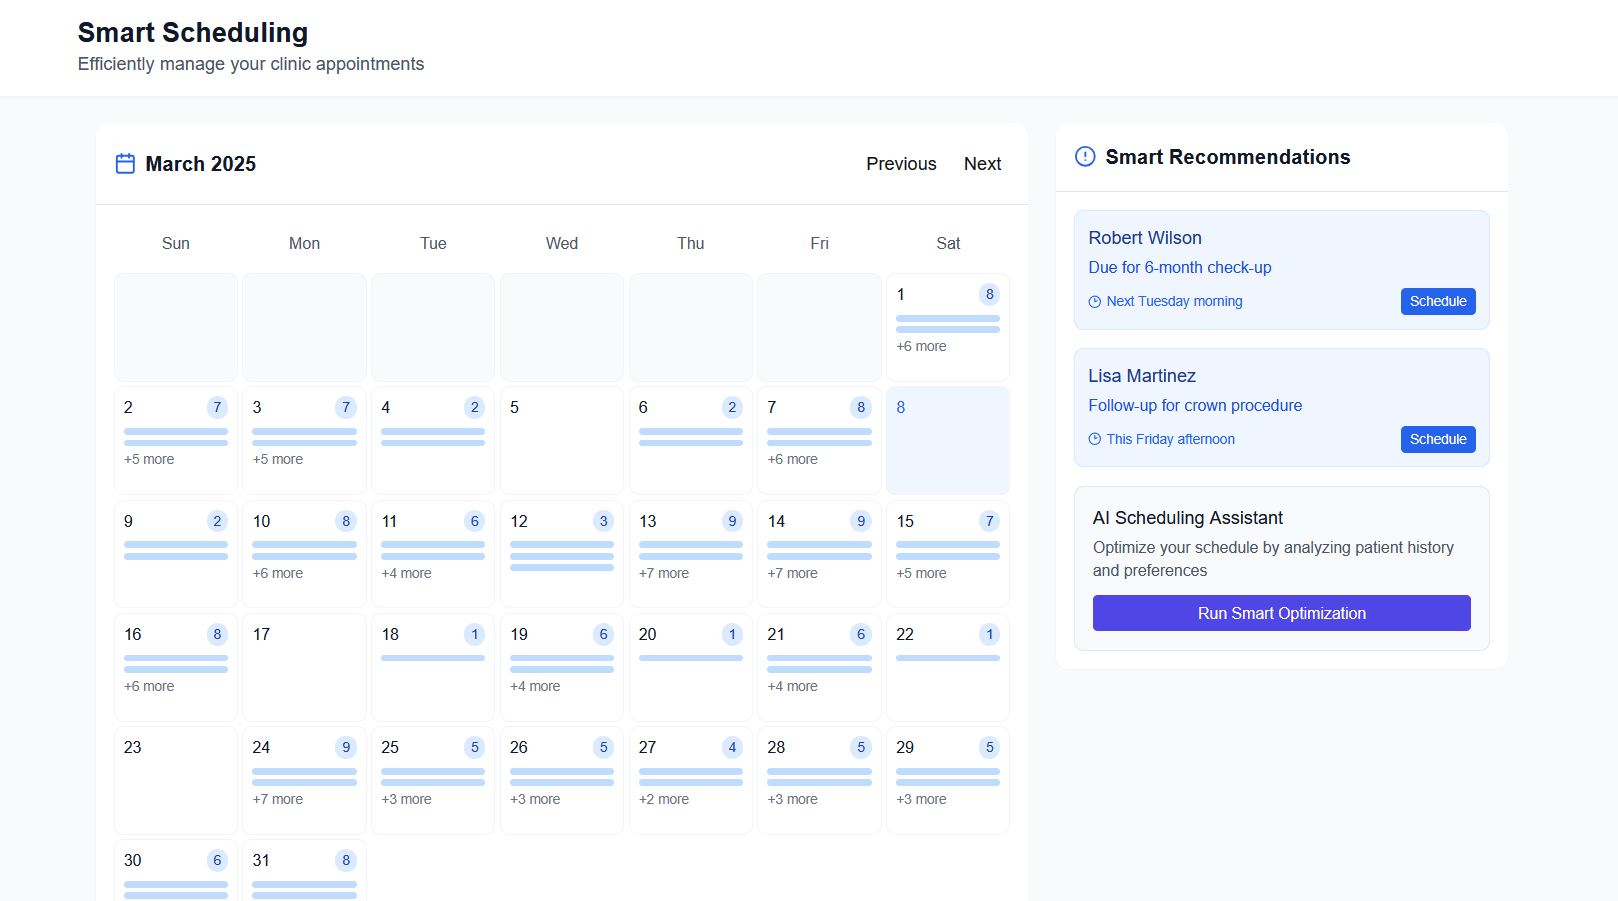 Smart Scheduling
Efficiently manage your clinic appointments
March 2025
Previous Next
Sun Mon Tue Wed Thu Fri Sat
1 8
+6 more
2 7 3 7 4 2 5 6 2 7 8 8
+5 more +5 more +6 more
9 2 10 8 11 6 12 3 13 9 14 9 15 7
+6 more +4 more +7 more +7 more +5 more
16 8 17 18 1 19 6 20 1 21 6 22 1
+6 more +4 more +4 more
23 24 9 25 5 26 5 27 4 28 5 29 5
+7 more +3 more +3 more +2 more +3 more +3 more
30 6 31 8
Smart Recommendations
Robert Wilson
Due for 6-month check-up
Next Tuesday morning
Schedule
Lisa Martinez
Follow-up for crown procedure
This Friday afternoon
Schedule
AI Scheduling Assistant
Optimize your schedule by analyzing patient history
and preferences
Run Smart Optimization